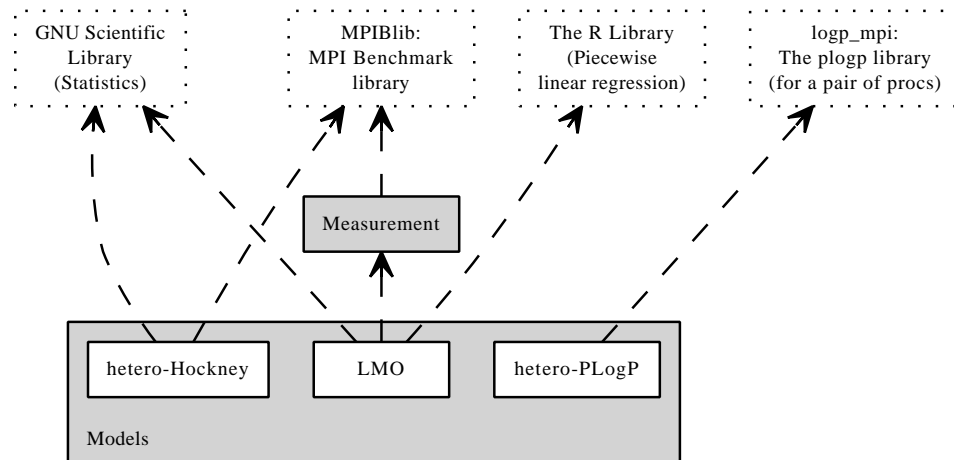 GNU Scientific
Library
(Statistics)
MPIBlib:
MPI Benchmark
library
The R Library
(Piecewise
linear regression)
logp_mpi:
The plogp library
(for a pair of procs)
Measurement
hetero-Hockney
LMO
hetero-PLogP
Models